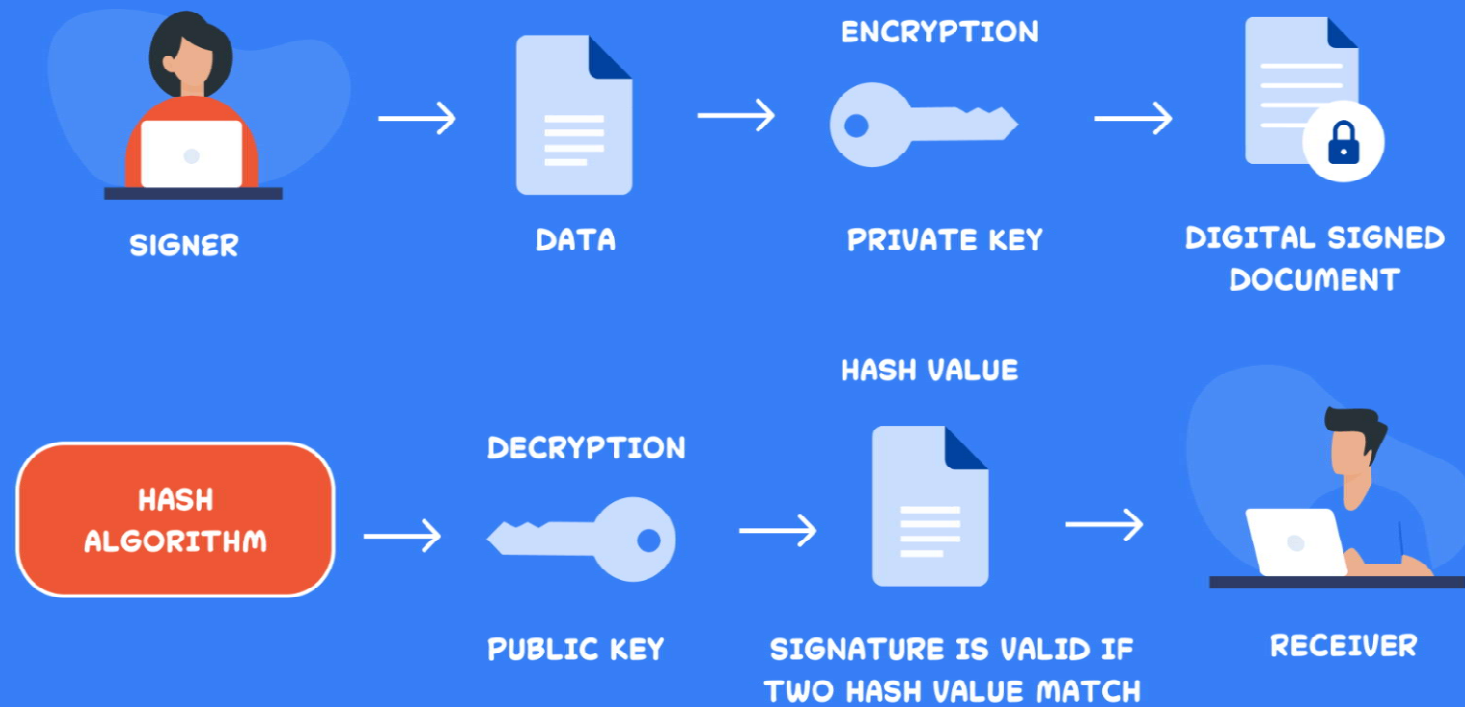 ENCRYPTION
SIGNER
DATA
PRIVATE KEY
DIGITAL SIGNED
DOCUMENT
HASH
ALGORITHM
DECRYPTION
PUBLIC KEY
HASH VALUE
SIGNATURE IS VALID IF
TWO HASH VALUE MATCH
RECEIVER